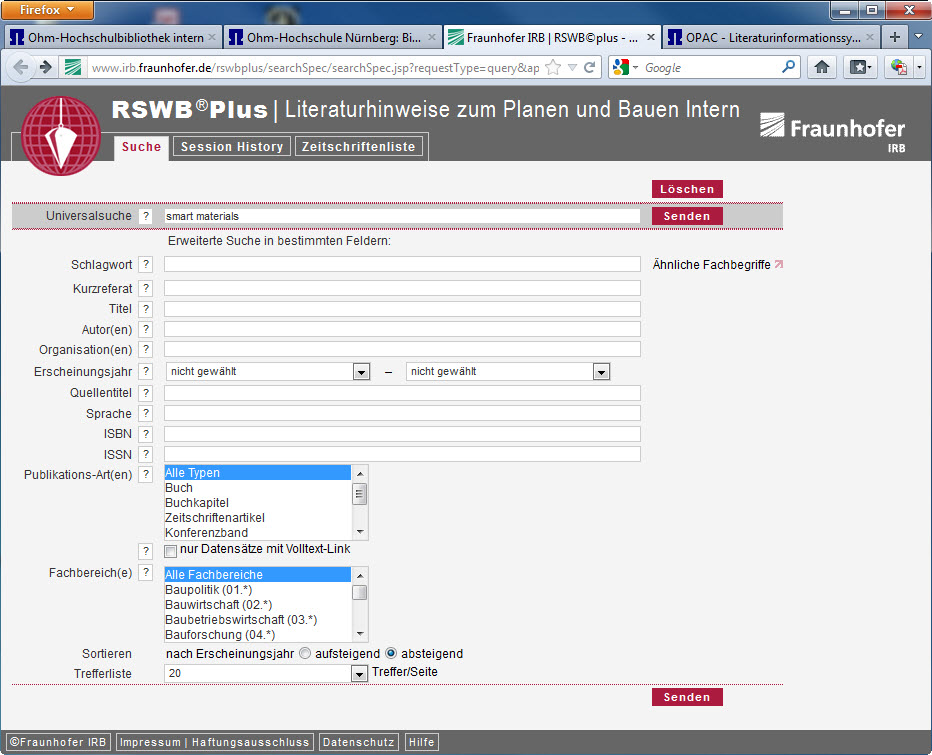 Firefox
Ohm-Hochschulbibliothek intern
Ohm-Hochschule Nürnberg: Bi...
Fraunhofer IRB | RSWB©plus - ...
OPAC - Literaturinformationssy...
www.irb.fraunhofer.de/rswbplus/searchSpec/searchSpec.jsp?requestType=query&ap
Google
RSWB®Plus | Literaturhinweise zum Planen und Bauen Intern
Fraunhofer
IRB
Suche
Session History
Zeitschriftenliste
Löschen
Universalsuche ? smart materials Senden
Erweiterte Suche in bestimmten Feldern:
Schlagwort ? Ähnliche Fachbegriffe
Kurzreferat ?
Titel ?
Autor(en) ?
Organisation(en) ?
Erscheinungsjahr ? nicht gewählt – nicht gewählt
Quellentitel ?
Sprache ?
ISBN ?
ISSN ?
Publikations-Art(en) ? Alle Typen
Buch
Buchkapitel
Zeitschriftenartikel
Konferenzband
? nur Datensätze mit Volltext-Link
Fachbereich(e) ? Alle Fachbereiche
Baupolitik (01.*)
Bauwirtschaft (02.*)
Baubetriebswirtschaft (03.*)
Bauforschung (04.*)
Sortieren nach Erscheinungsjahr aufsteigend absteigend
Trefferliste 20 Treffer/Seite
Senden
©Fraunhofer IRB
Impressum | Haftungsausschluss
Datenschutz
Hilfe